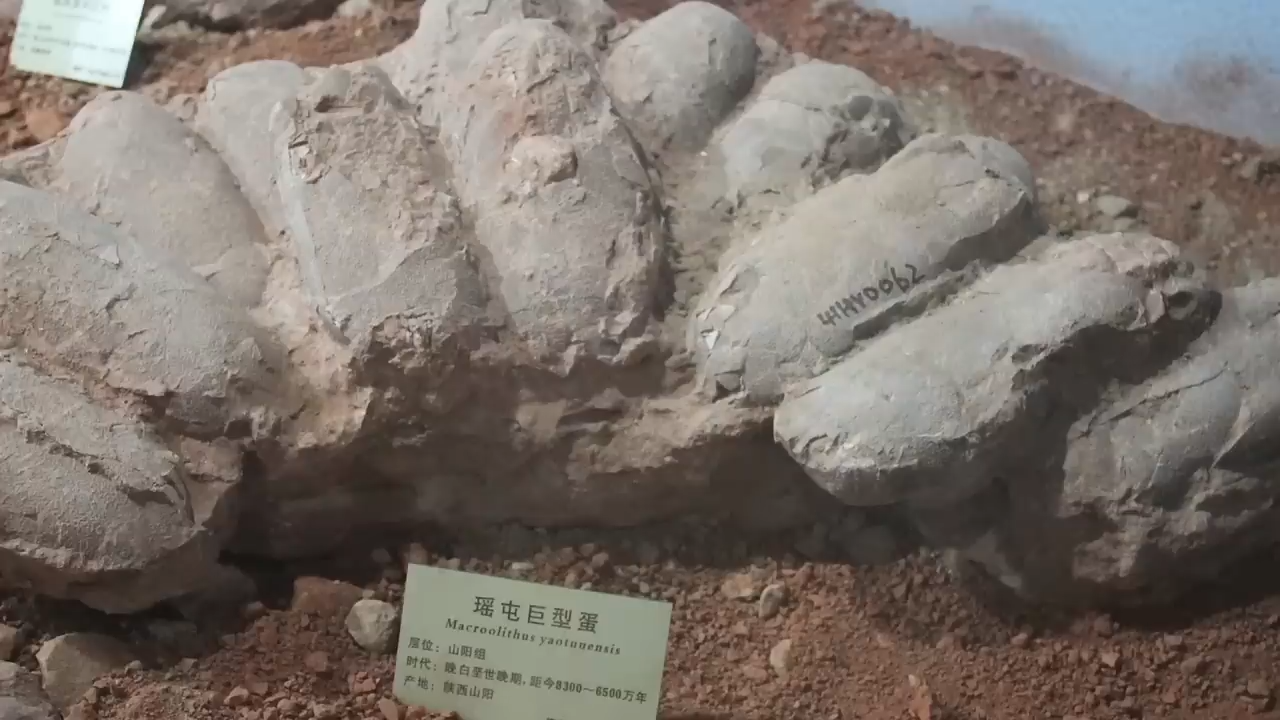 41HV0062
瑶屯巨型蛋
Macroolithus yaotunensis
层位：山阳组
时代：晚白垩世晚期，距今8300～6500万年
产地：陕西山阳